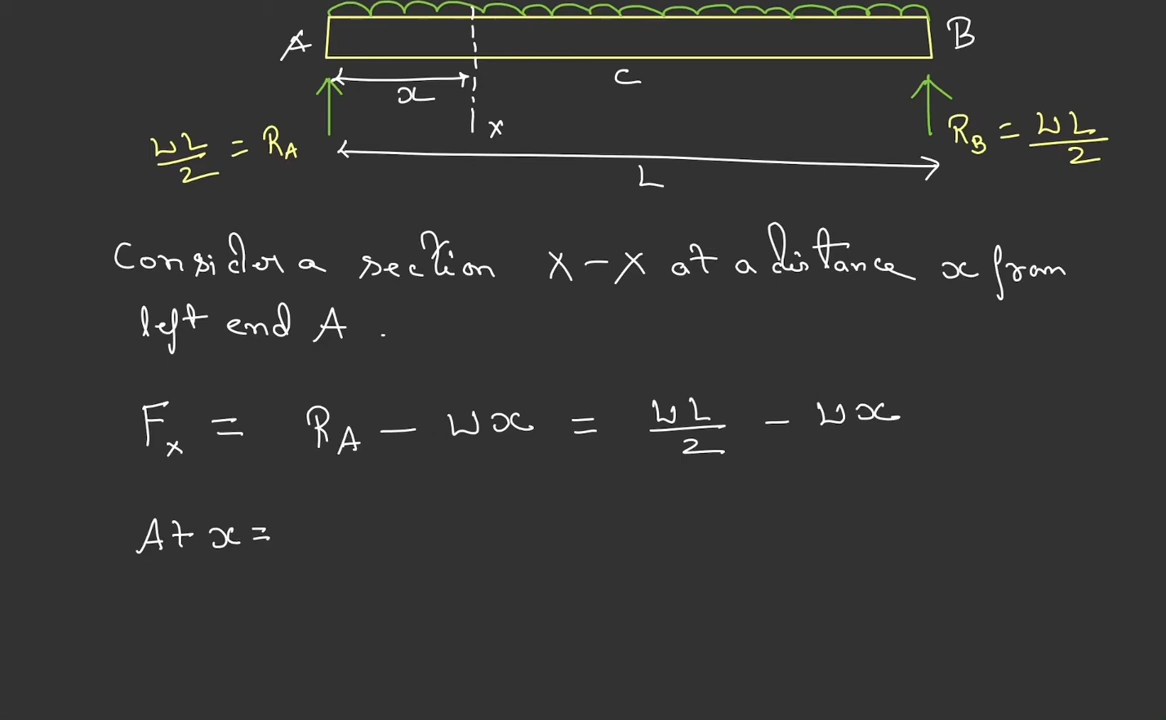 A B
x C
x
wL/2 = R_A R_B = wL/2
L
Consider a section X-X at a distance x from
left end A.
F_x = R_A - wx = wL/2 - wx
At x =